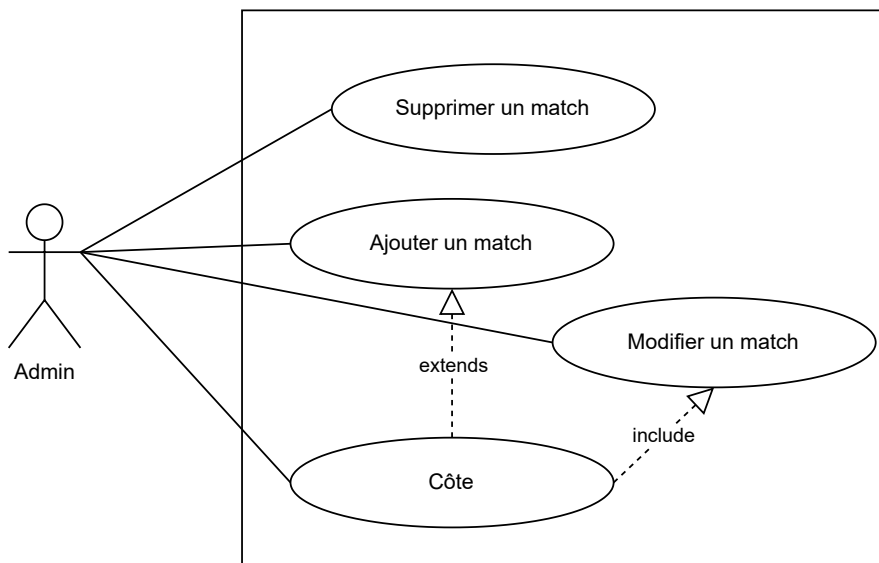 Supprimer un match
Ajouter un match
Modifier un match
extends
Admin
include
Côte